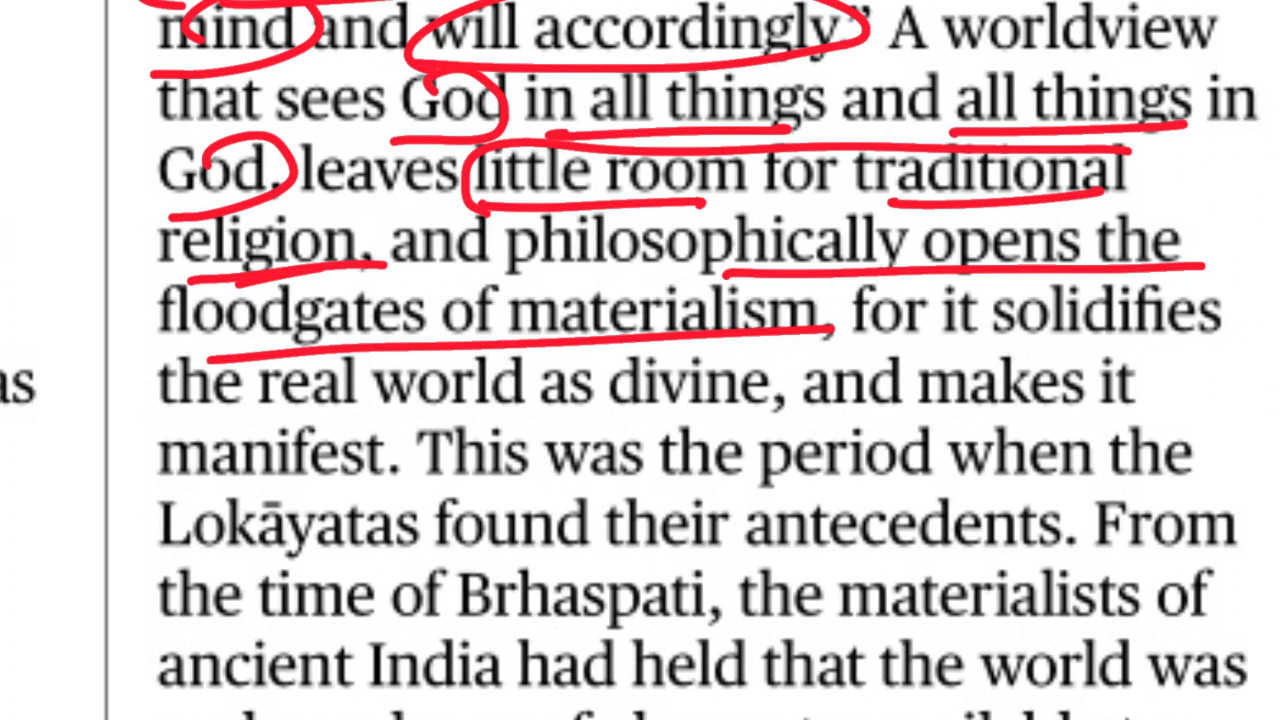 mind and will accordingly.” A worldview
that sees God in all things and all things in
God, leaves little room for traditional
religion, and philosophically opens the
floodgates of materialism, for it solidifies
as
the real world as divine, and makes it
manifest. This was the period when the
Lokāyatas found their antecedents. From
the time of Brhaspati, the materialists of
ancient India had held that the world was